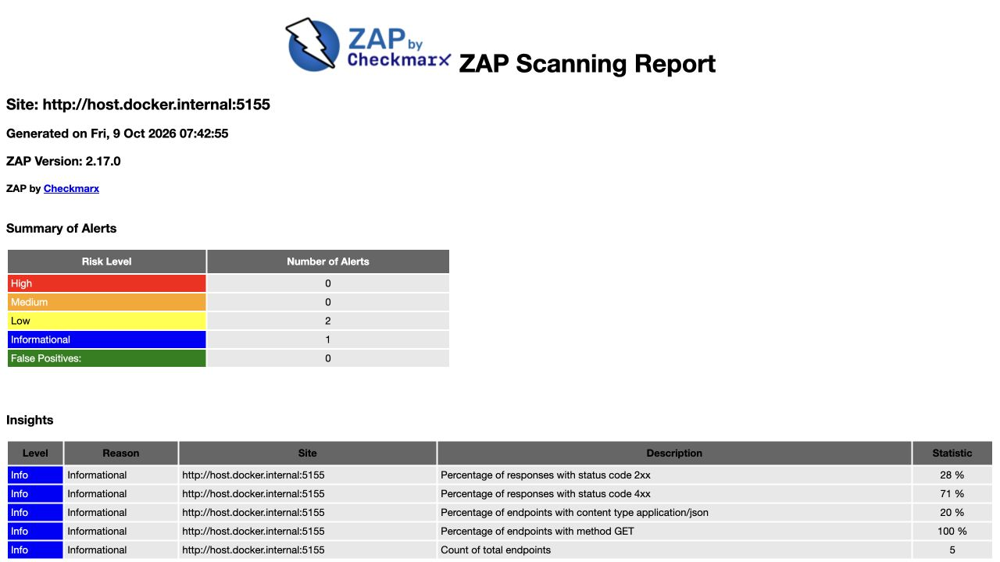 ZAP by
Checkmarx ZAP Scanning Report
Site: http://host.docker.internal:5155
Generated on Fri, 9 Oct 2026 07:42:55
ZAP Version: 2.17.0
ZAP by Checkmarx
Summary of Alerts
Risk Level Number of Alerts
High 0
Medium 0
Low 2
Informational 1
False Positives: 0
Insights
Level Reason Site Description Statistic
Info Informational http://host.docker.internal:5155 Percentage of responses with status code 2xx 28 %
Info Informational http://host.docker.internal:5155 Percentage of responses with status code 4xx 71 %
Info Informational http://host.docker.internal:5155 Percentage of endpoints with content type application/json 20 %
Info Informational http://host.docker.internal:5155 Percentage of endpoints with method GET 100 %
Info Informational http://host.docker.internal:5155 Count of total endpoints 5